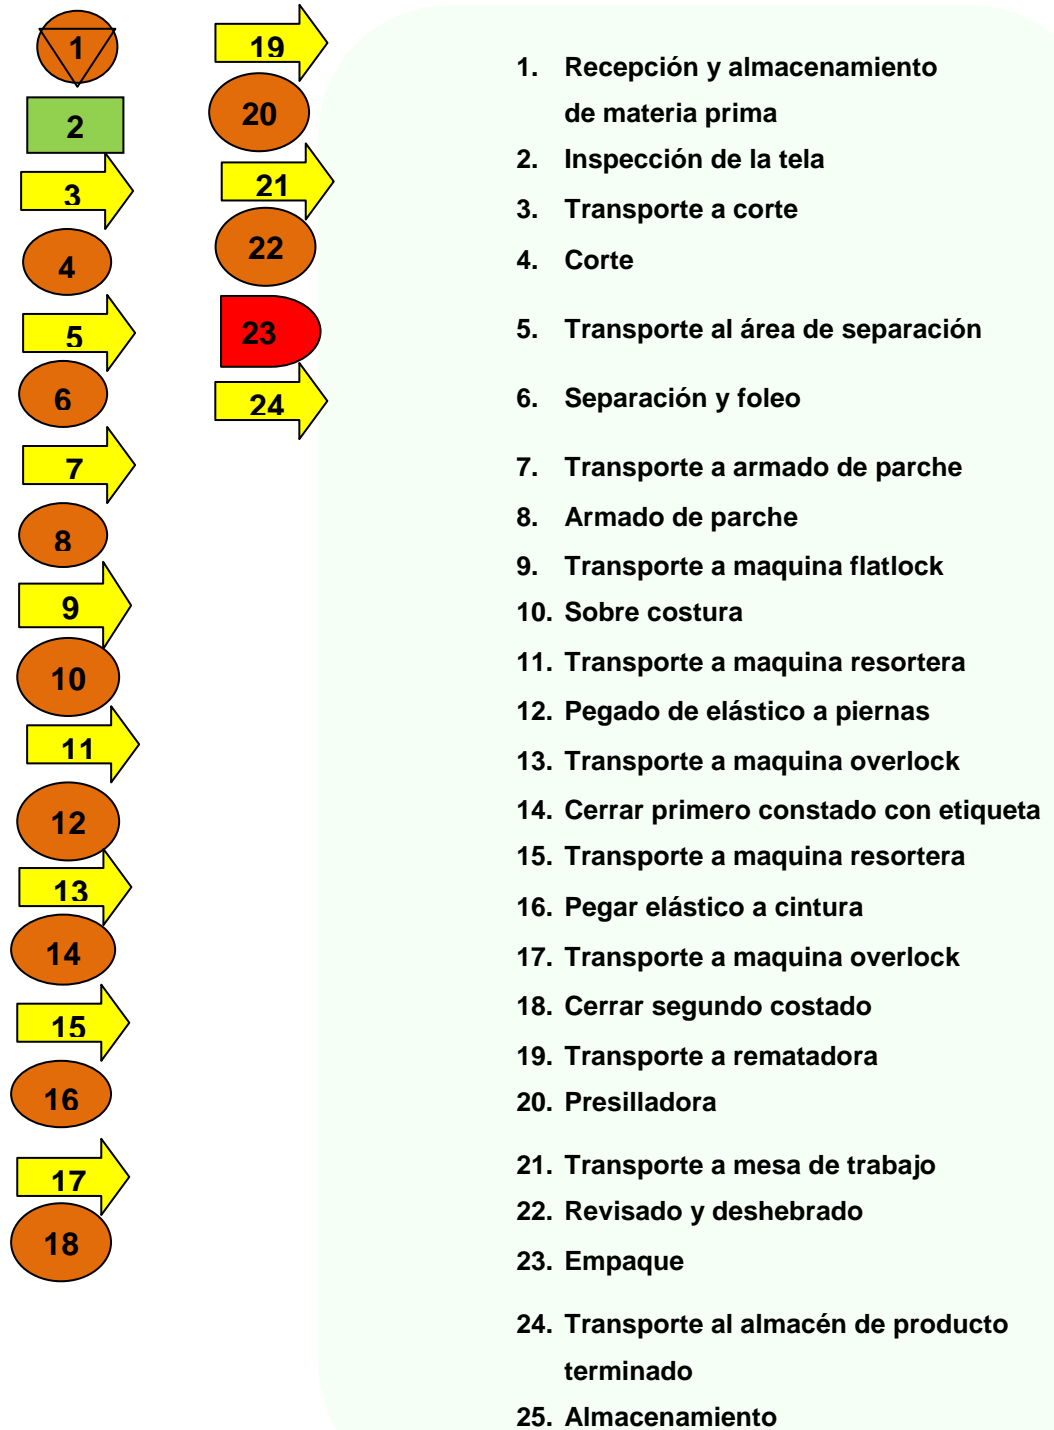 1
2
3
4
5
6
7
8
9
10
11
12
13
14
15
16
17
18
19
20
21
22
23
24
1. Recepción y almacenamiento
de materia prima
2. Inspección de la tela
3. Transporte a corte
4. Corte
5. Transporte al área de separación
6. Separación y foleo
7. Transporte a armado de parche
8. Armado de parche
9. Transporte a maquina flatlock
10. Sobre costura
11. Transporte a maquina resortera
12. Pegado de elástico a piernas
13. Transporte a maquina overlock
14. Cerrar primero constado con etiqueta
15. Transporte a maquina resortera
16. Pegar elástico a cintura
17. Transporte a maquina overlock
18. Cerrar segundo costado
19. Transporte a rematadora
20. Presilladora
21. Transporte a mesa de trabajo
22. Revisado y deshebrado
23. Empaque
24. Transporte al almacén de producto
terminado
25. Almacenamiento